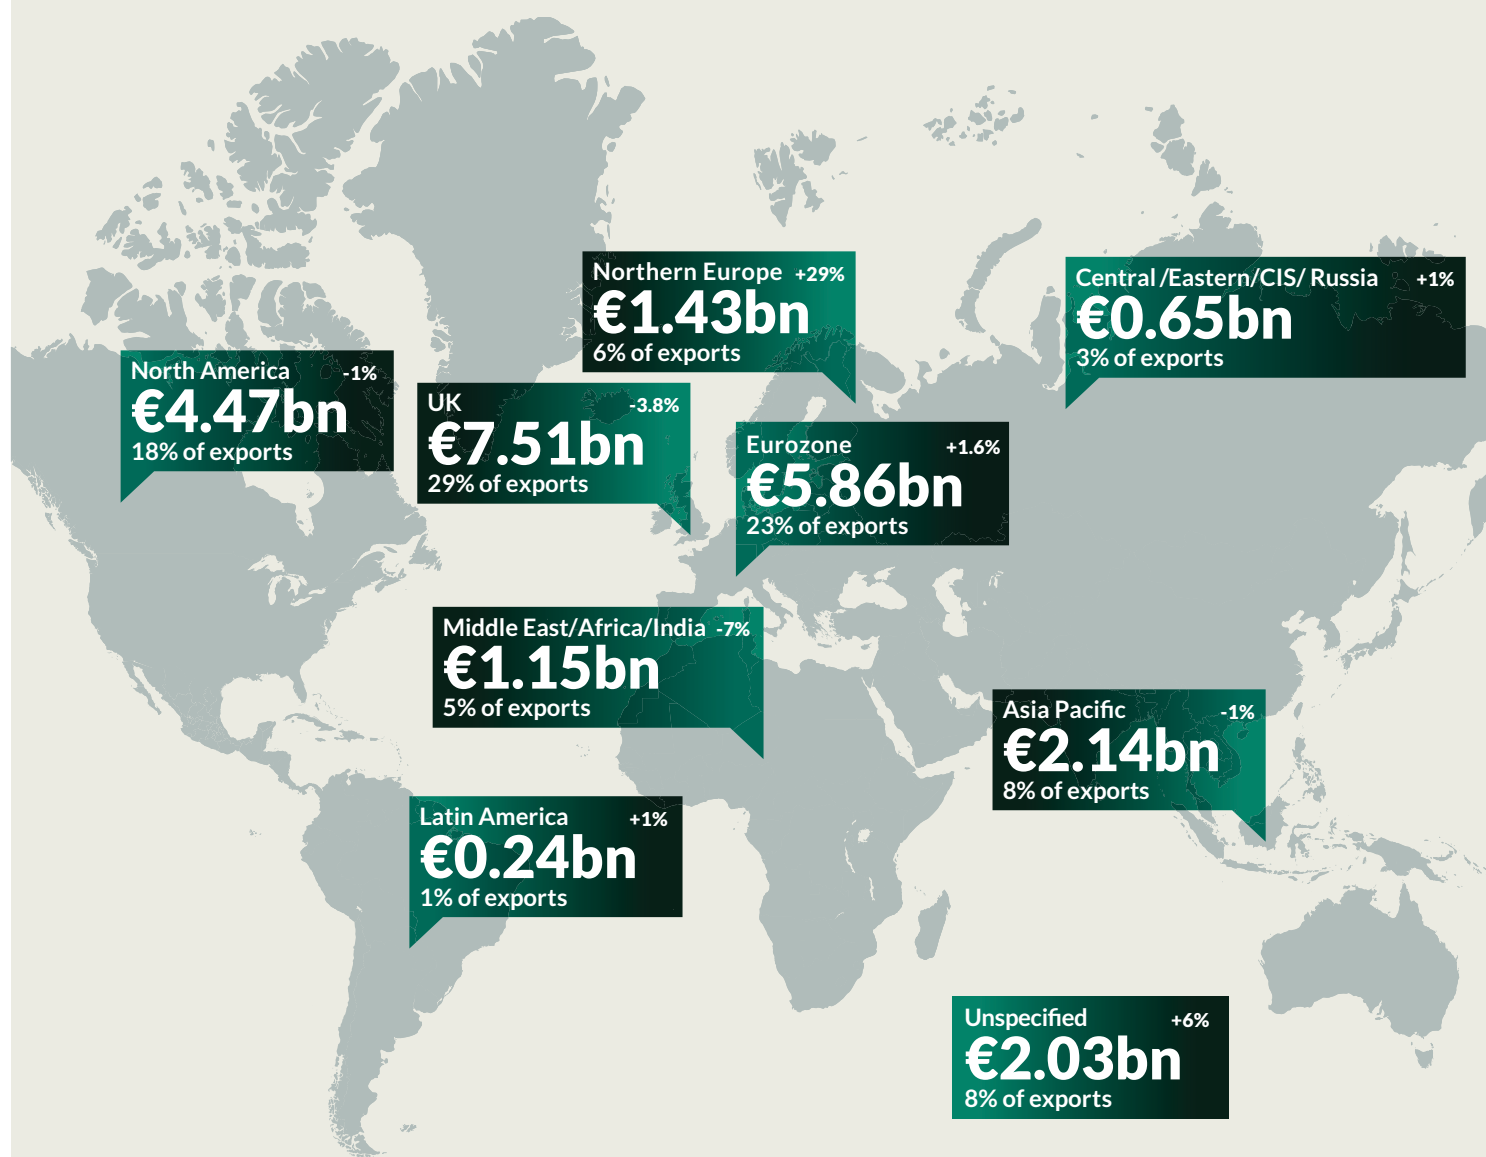 Northern Europe +29%
€1.43bn
6% of exports
Central /Eastern/CIS/ Russia +1%
€0.65bn
3% of exports
North America -1%
€4.47bn
18% of exports
UK -3.8%
€7.51bn
29% of exports
Eurozone +1.6%
€5.86bn
23% of exports
Middle East/Africa/India -7%
€1.15bn
5% of exports
Asia Pacific -1%
€2.14bn
8% of exports
Latin America +1%
€0.24bn
1% of exports
Unspecified +6%
€2.03bn
8% of exports